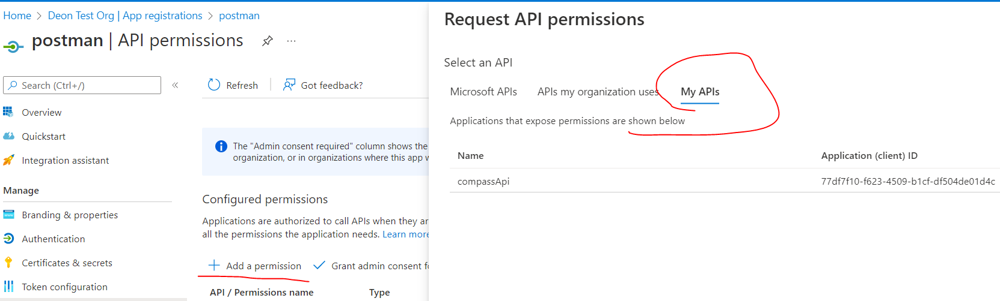 Home > Deon Test Org | App registrations > postman
postman | API permissions ...
Search (Ctrl+/)
«
Overview
Quickstart
Integration assistant
Manage
Branding & properties
Authentication
Certificates & secrets
Token configuration
Refresh
Got feedback?
The "Admin consent required" column shows the
organization, or in organizations where this app w
Configured permissions
Applications are authorized to call APIs when they ar
all the permissions the application needs. Learn more
Add a permission
Grant admin consent fo
API / Permissions name
Type
Request API permissions
Select an API
Microsoft APIs
APIs my organization uses
My APIs
Applications that expose permissions are shown below
Name
Application (client) ID
compassApi
77df7f10-f623-4509-b1cf-df504de01d4c